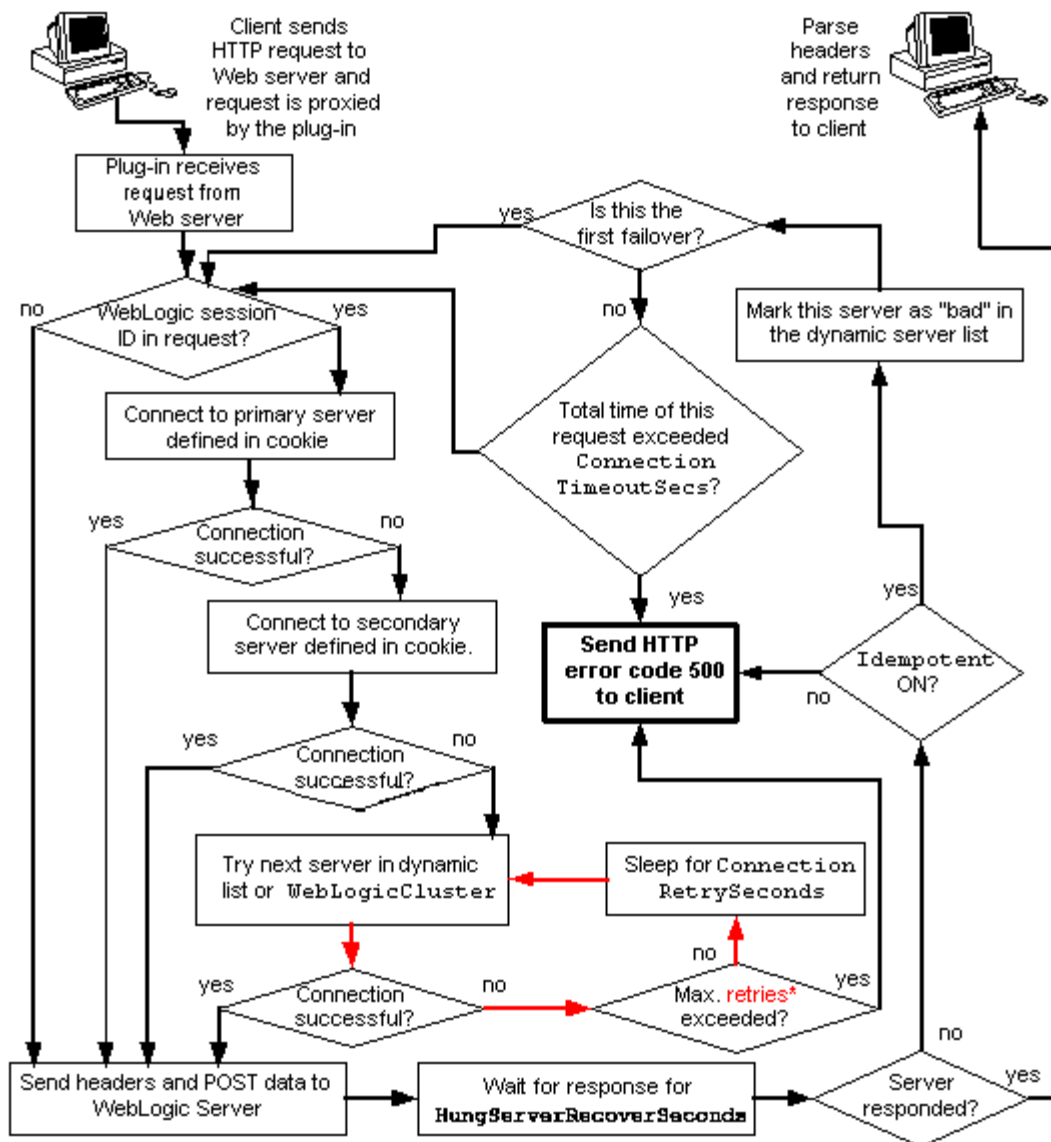 Client sends
HTTP request to
Web server and
request is proxied
by the plug-in
Parse
headers
and return
response
to client
Plug-in receives
request from
Web server
yes
Is this the
first failover?
no
WebLogic session
ID in request?
yes
no
Mark this server as "bad" in
the dynamic server list
Connect to primary server
defined in cookie
Total time of this
request exceeded
Connection
TimeoutSecs?
yes
Connection
successful?
no
yes
yes
Connect to secondary
server defined in cookie.
Send HTTP
error code 500
to client
Idempotent
ON?
no
yes
Connection
successful?
no
Try next server in dynamic
list or WebLogicCluster
Sleep for Connection
RetrySeconds
no
yes
Connection
successful?
no
Max. retries*
exceeded?
yes
no
Send headers and POST data to
WebLogic Server
Wait for response for
HungServerRecoverSeconds
Server
responded?
yes